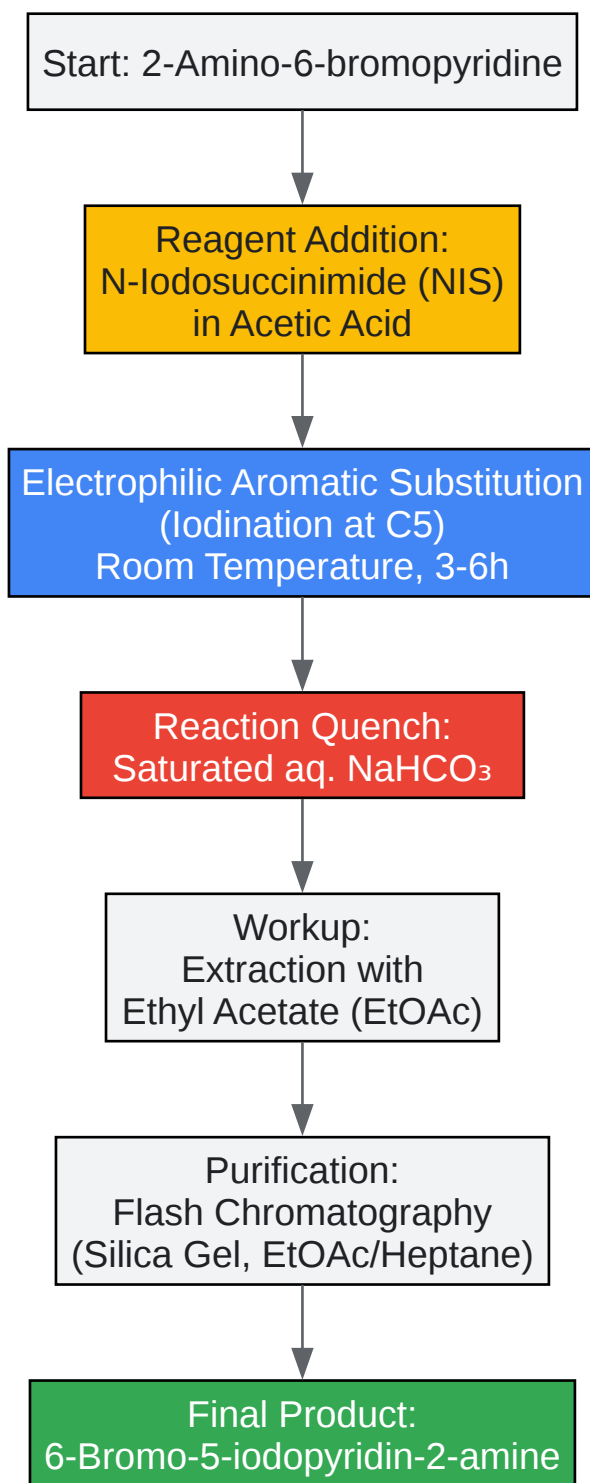 Start: 2-Amino-6-bromopyridine
Reagent Addition:
N-Iodosuccinimide (NIS)
in Acetic Acid
Electrophilic Aromatic Substitution
(Iodination at C5)
Room Temperature, 3-6h
Reaction Quench:
Saturated aq. NaHCO₃
Workup:
Extraction with
Ethyl Acetate (EtOAc)
Purification:
Flash Chromatography
(Silica Gel, EtOAc/Heptane)
Final Product:
6-Bromo-5-iodopyridin-2-amine